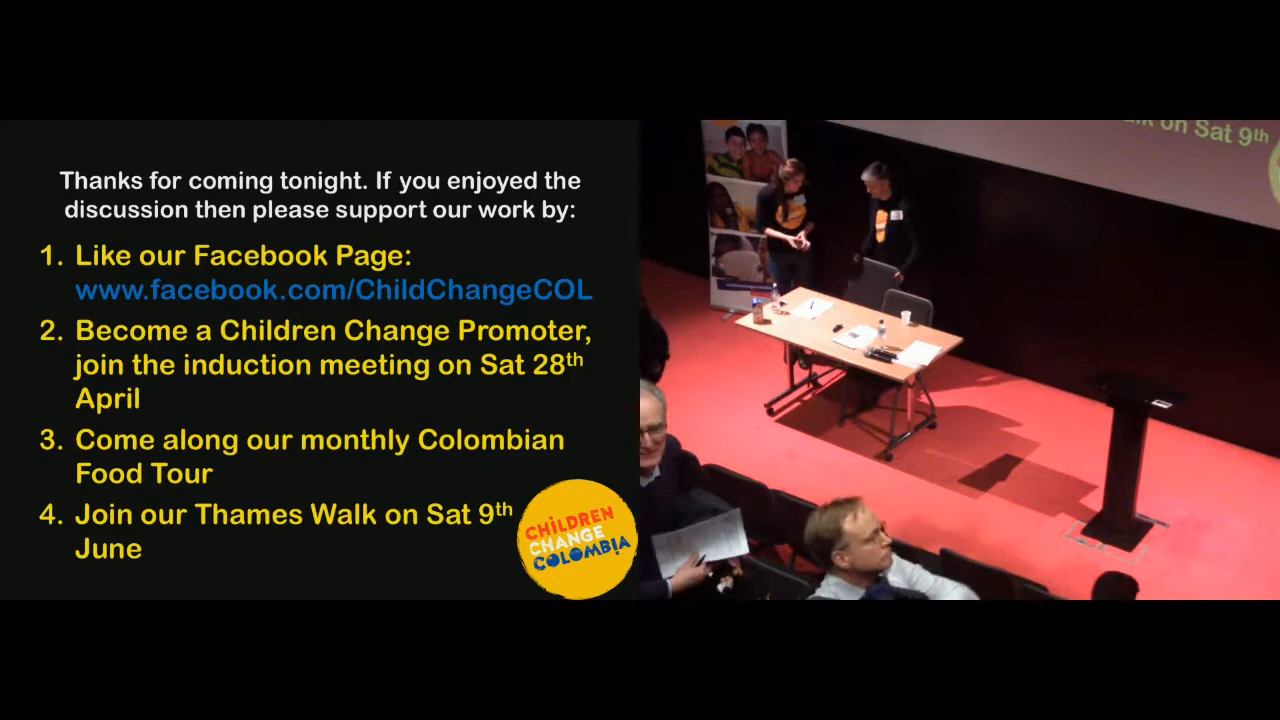 Thanks for coming tonight. If you enjoyed the
discussion then please support our work by:
1. Like our Facebook Page:
www.facebook.com/ChildChangeCOL
2. Become a Children Change Promoter,
join the induction meeting on Sat 28th
April
3. Come along our monthly Colombian
Food Tour
4. Join our Thames Walk on Sat 9th
June
CHILDREN
CHANGE
COLOMBIA
on Sat 9th